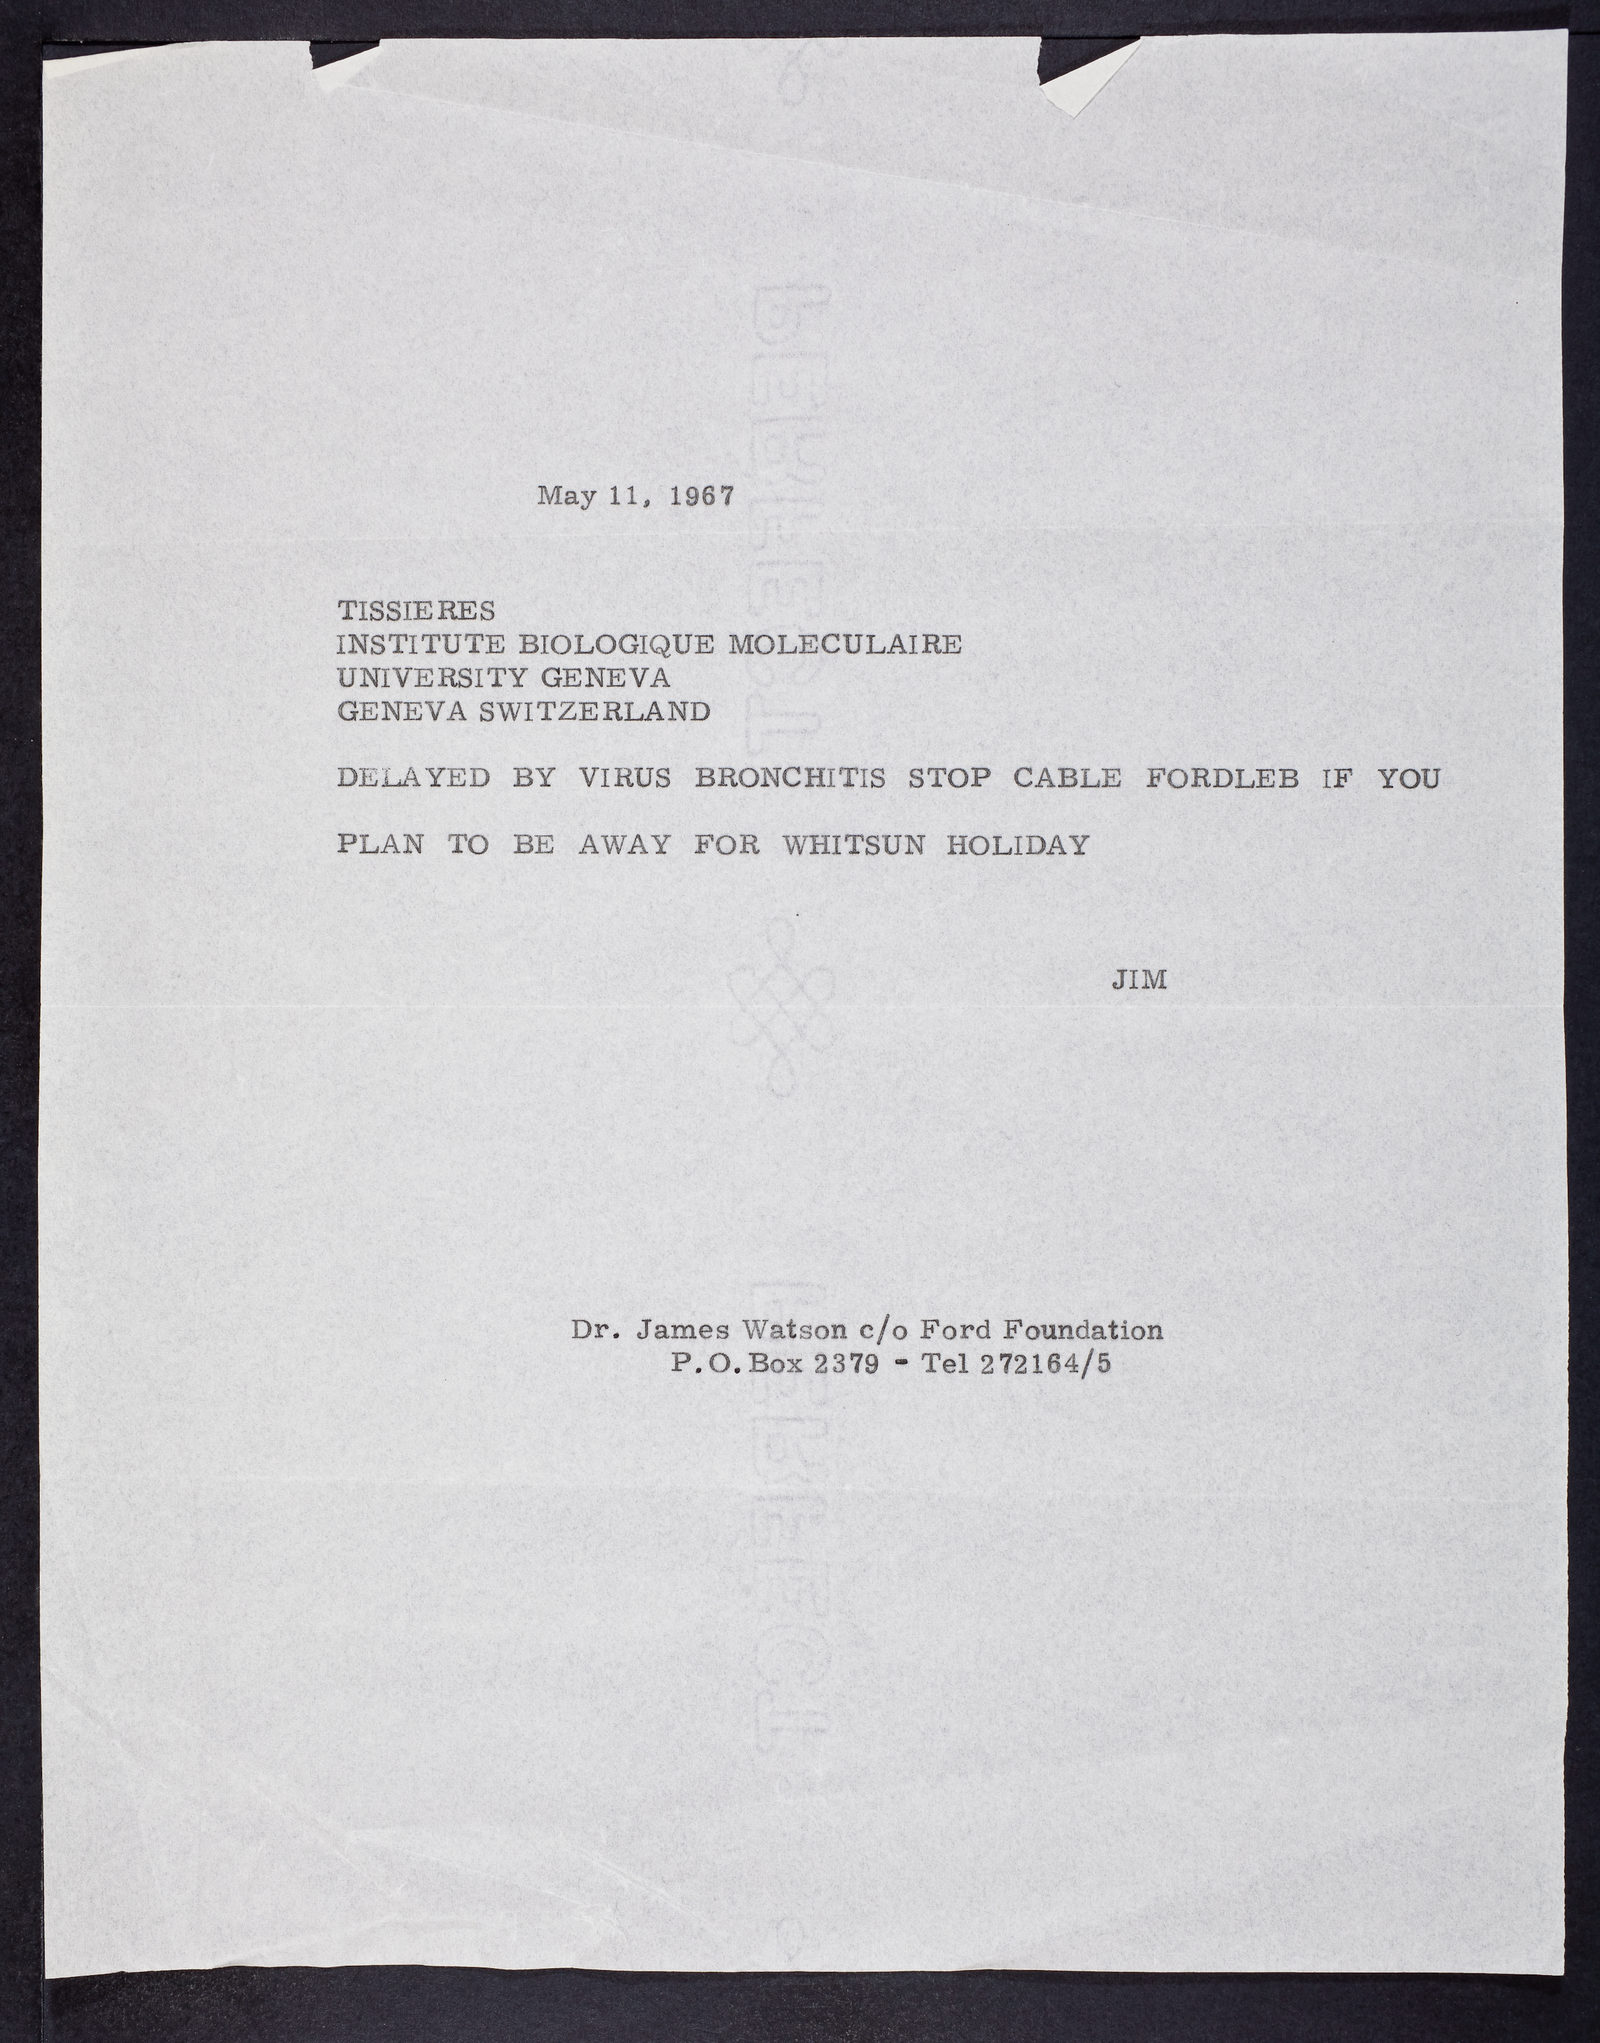 May 11, 1967
TISSIERES
INSTITUTE BIOLOGIQUE MOLECULAIRE
UNIVERSITY GENEVA
GENEVA SWITZERLAND
DELAYED BY VIRUS BRONCHITIS STOP CABLE FORDLEB IF YOU
PLAN TO BE AWAY FOR WHITSUN HOLIDAY
JIM
Dr. James Watson c/o Ford Foundation
P.O. Box 2379 - Tel 272164/5